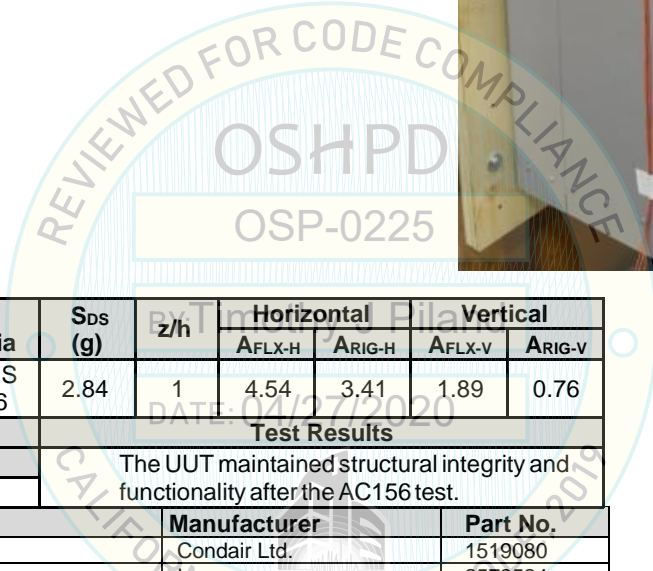 REVIEWED FOR CODE COMPLIANCE
OSHPD
OSP-0225
BY: Timothy J Piland
DATE: 04/27/2020
SDS
(g)
z/h
Horizontal
Vertical
AFLX-H ARIG-H AFLX-V ARIG-V
2.84 1 4.54 3.41 1.89 0.76
Test Results
The UUT maintained structural integrity and
functionality after the AC156 test.
Manufacturer Part No.
Condair Ltd. 1519080